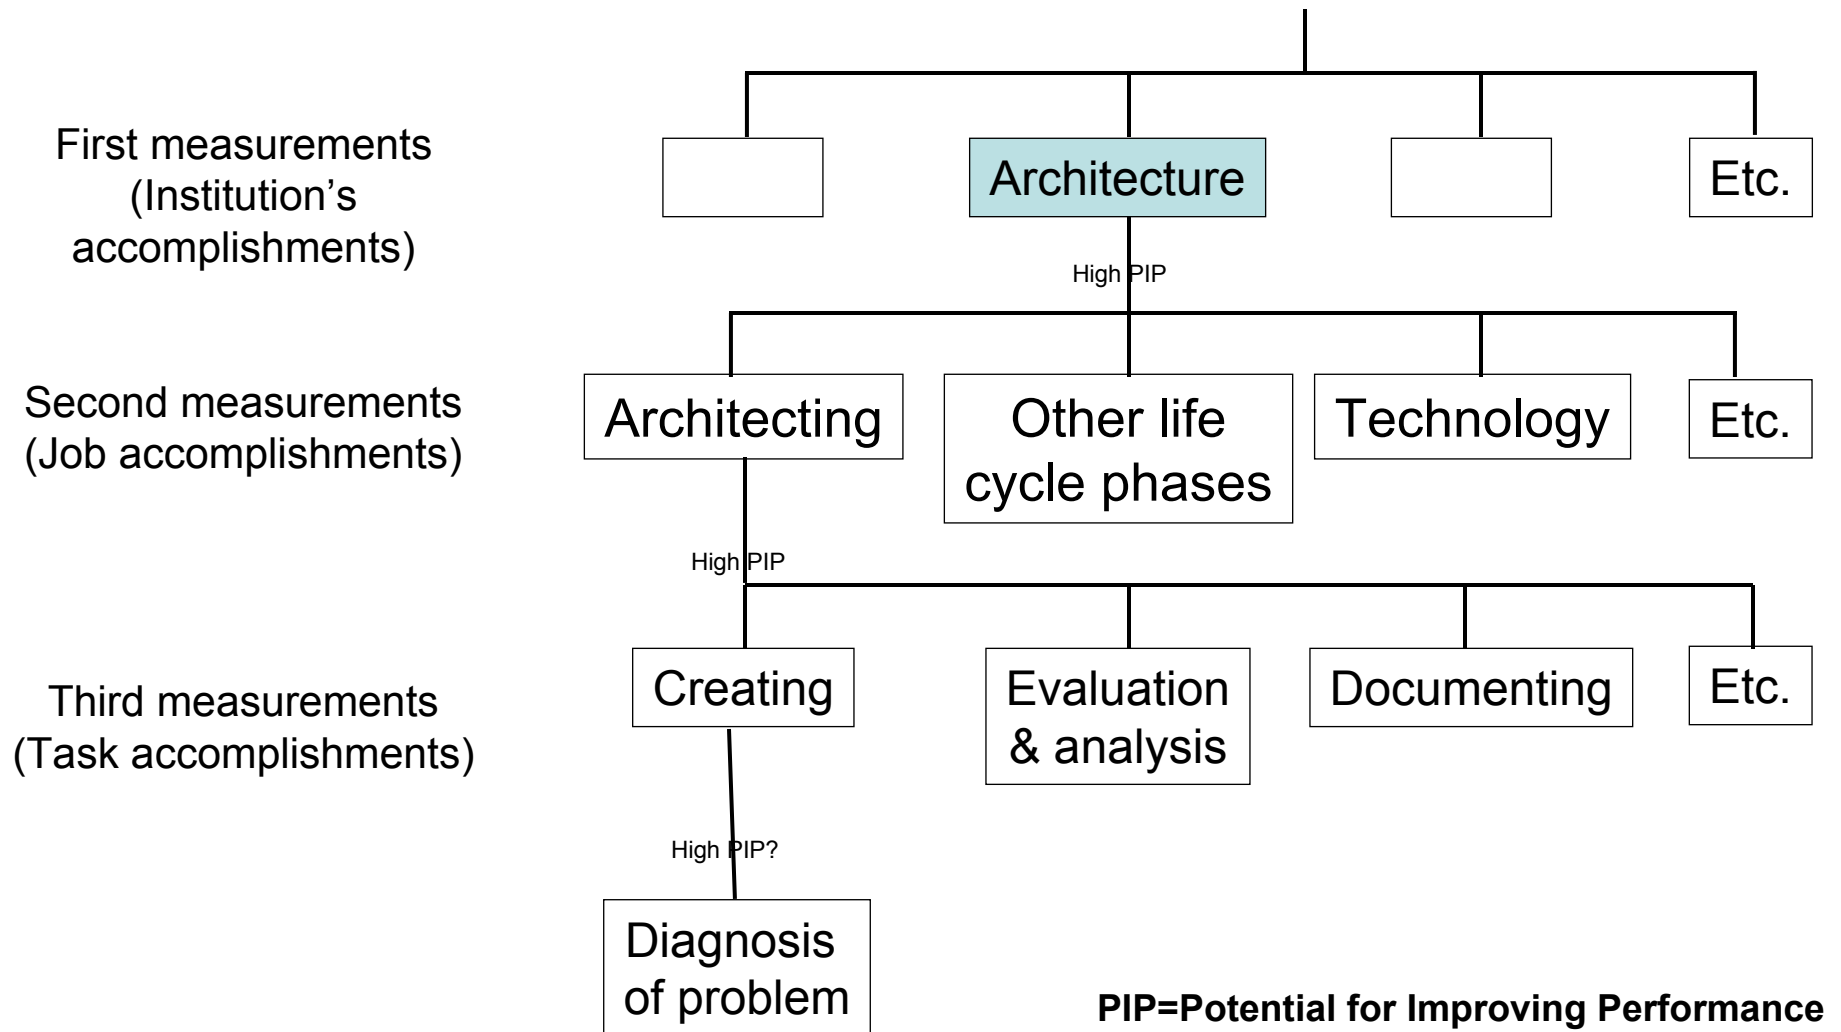 First measurements
(Institution’s
accomplishments)
Architecture
Etc.
High PIP
Second measurements
(Job accomplishments)
Architecting
Other life
cycle phases
Technology
Etc.
High PIP
Third measurements
(Task accomplishments)
Creating
Evaluation
& analysis
Documenting
Etc.
High PIP?
Diagnosis
of problem
PIP=Potential for Improving Performance